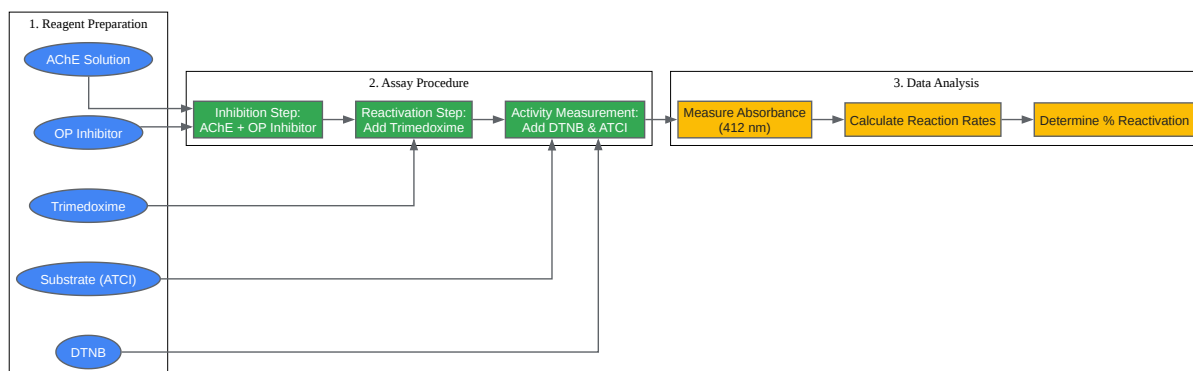 1. Reagent Preparation
AChE Solution
OP Inhibitor
Trimedoxime
Substrate (ATCI)
DTNB
2. Assay Procedure
Inhibition Step:
AChE + OP Inhibitor
Reactivation Step:
Add Trimedoxime
Activity Measurement:
Add DTNB & ATCI
3. Data Analysis
Measure Absorbance
(412 nm)
Calculate Reaction Rates
Determine % Reactivation